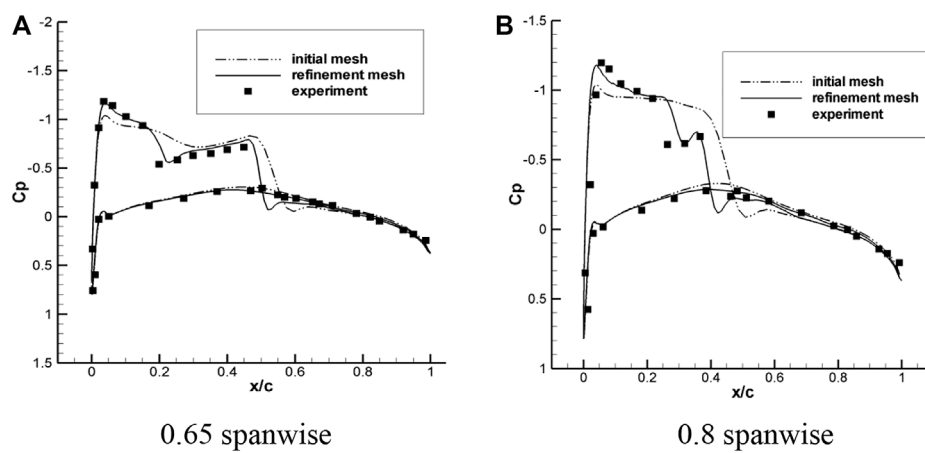 A
-2
-1.5
-1
-0.5
0
0.5
1
1.5
Cp
initial mesh
refinement mesh
experiment
0 0.2 0.4 0.6 0.8 1
x/c
0.65 spanwise
B
-1.5
-1
-0.5
0
0.5
1
Cp
initial mesh
refinement mesh
experiment
0 0.2 0.4 0.6 0.8 1
x/c
0.8 spanwise